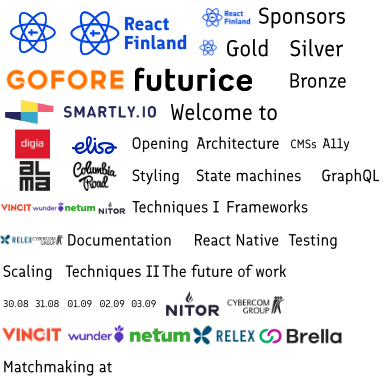 React Finland React Finland Sponsors
Gold Silver
GOFORE futurice Bronze
SMARTLY.IO Welcome to
digia elisa Opening Architecture CMSs A11y
ALMA Columbia Road Styling State machines GraphQL
VINCIT wunder netum NITOR Techniques I Frameworks
RELEX CYBERCOM GROUP Documentation React Native Testing
Scaling Techniques II The future of work
30.08 31.08 01.09 02.09 03.09 NITOR CYBERCOM GROUP
VINCIT wunder netum RELEX Brella
Matchmaking at